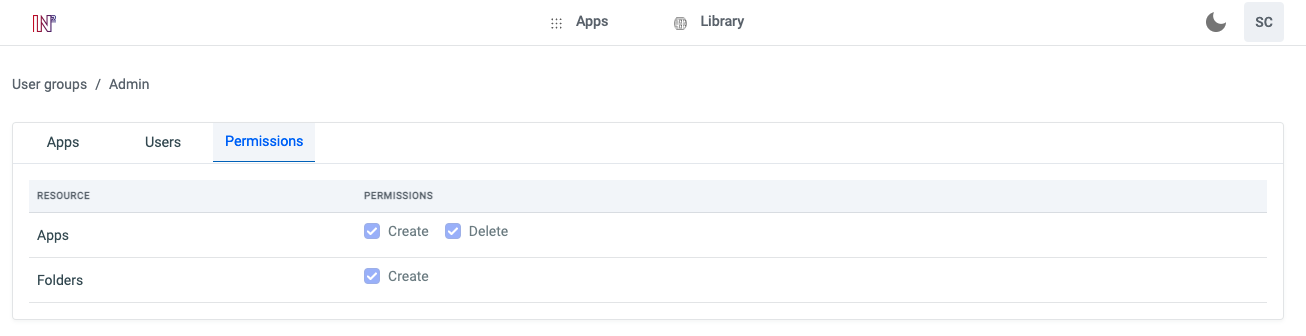 Apps Library SC
User groups / Admin
Apps Users Permissions
RESOURCE PERMISSIONS
Apps Create Delete
Folders Create